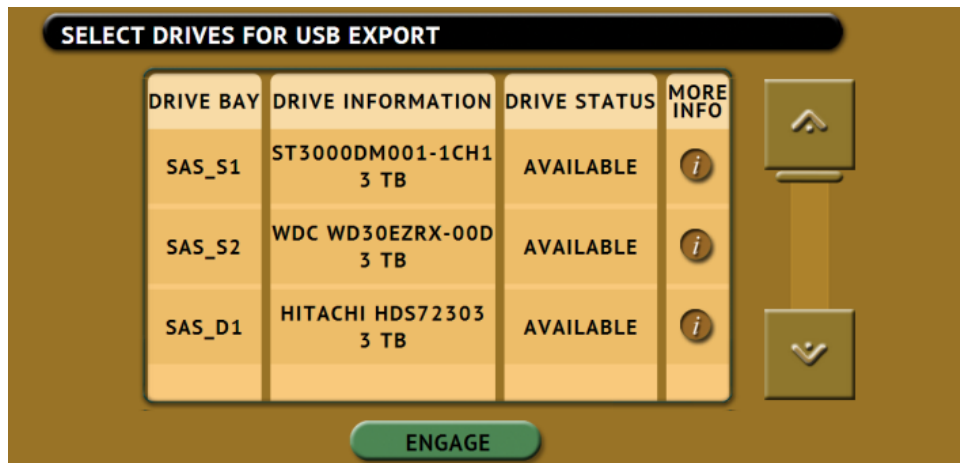 SELECT DRIVES FOR USB EXPORT
DRIVE BAY DRIVE INFORMATION DRIVE STATUS MORE INFO
SAS_S1 ST3000DM001-1CH1 3 TB AVAILABLE i
SAS_S2 WDC WD30EZRX-00D 3 TB AVAILABLE i
SAS_D1 HITACHI HDS72303 3 TB AVAILABLE i
ENGAGE